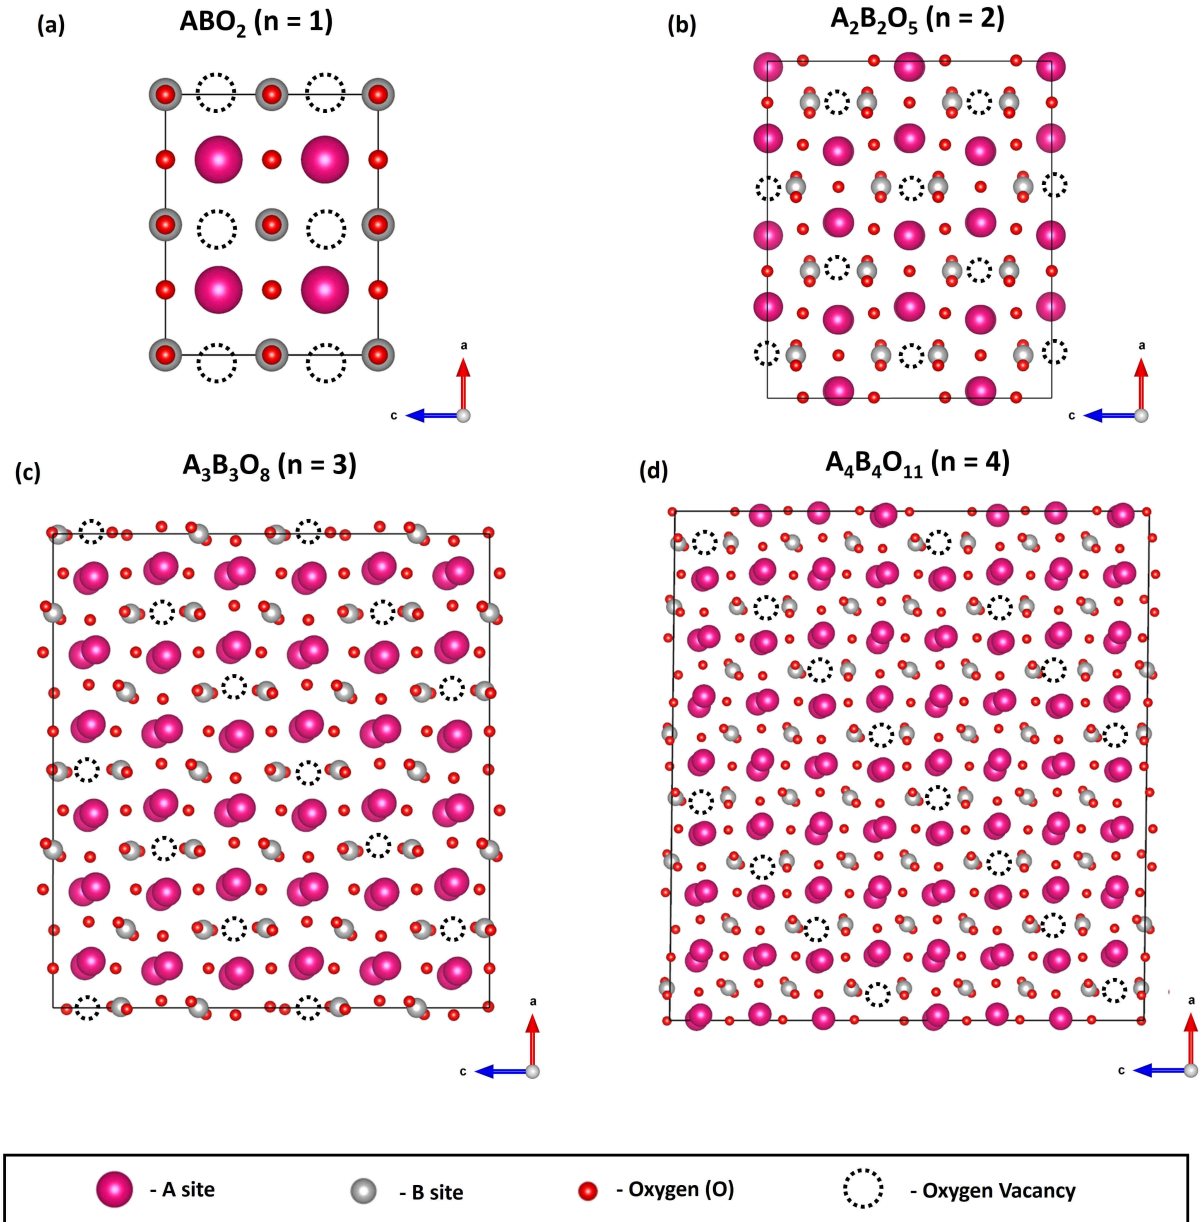 (a) ABO₂ (n = 1)
(b) A₂B₂O₅ (n = 2)
a
c
a
c
(c) A₃B₃O₈ (n = 3)
(d) A₄B₄O₁₁ (n = 4)
a
c
a
c
- A site - B site - Oxygen (O) - Oxygen Vacancy